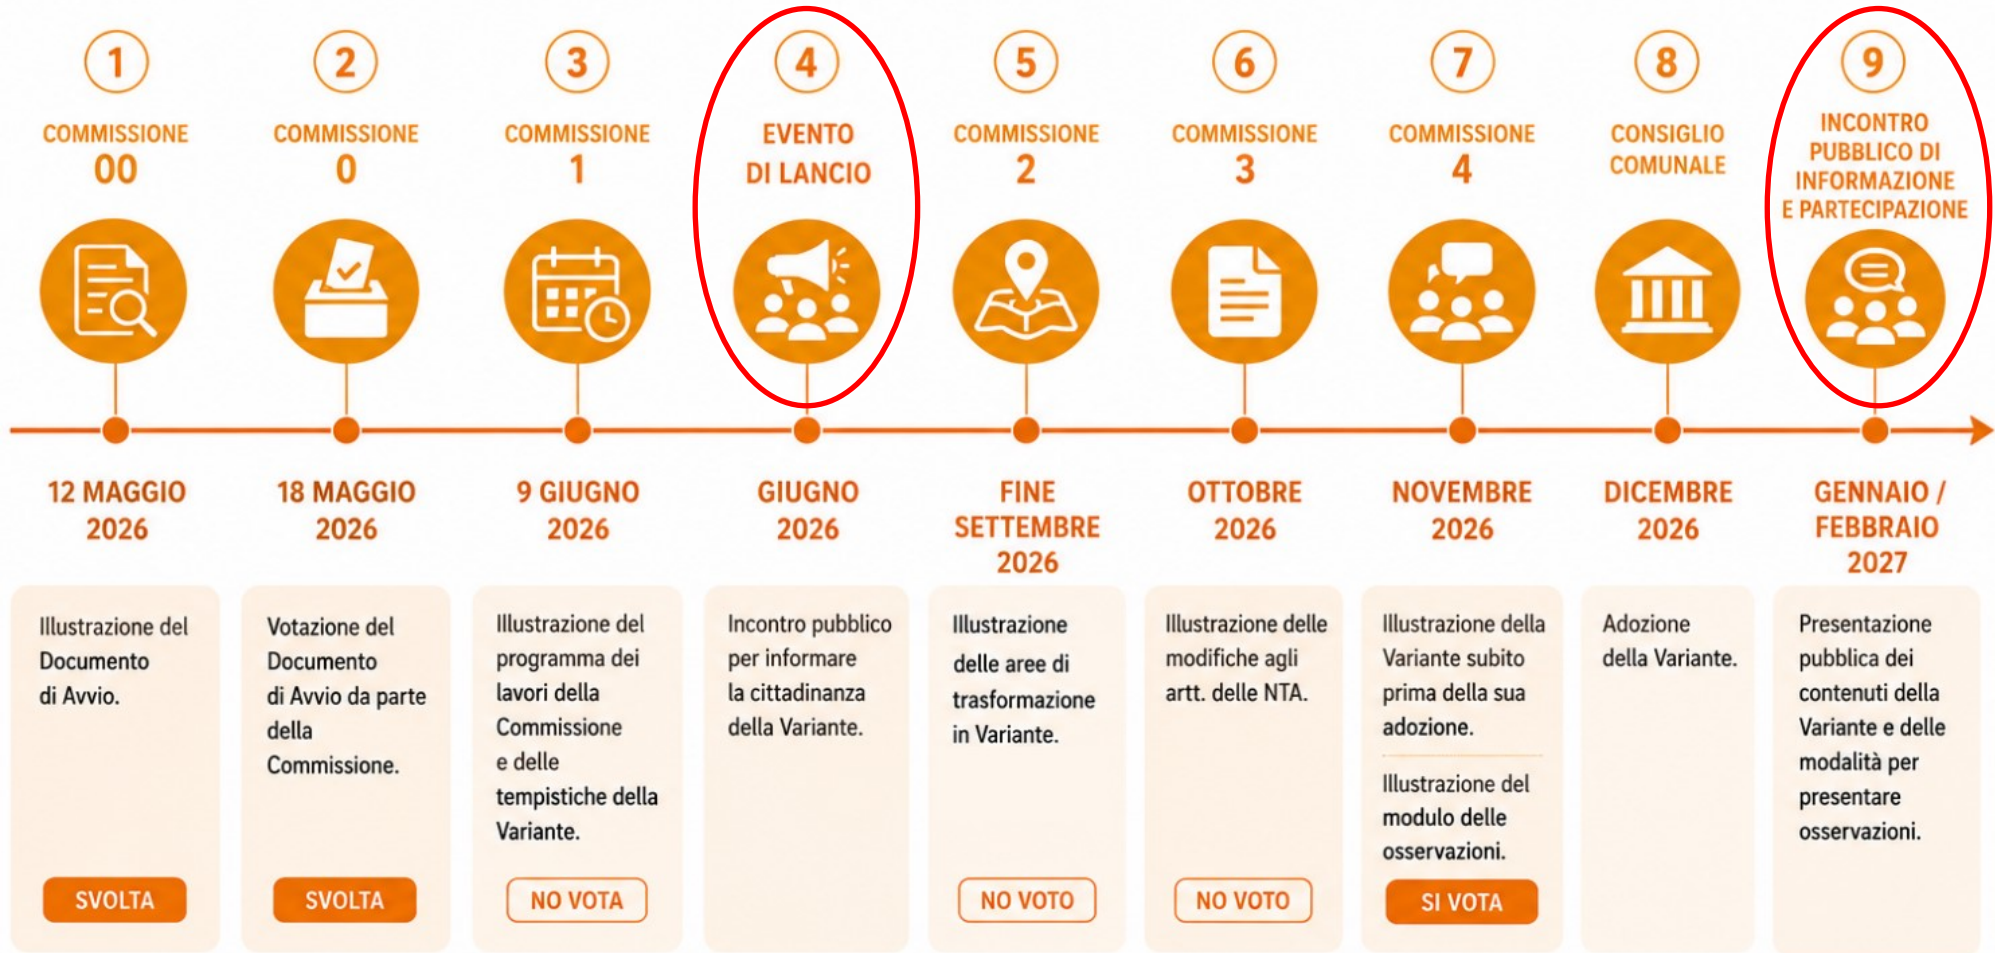 1
COMMISSIONE
00
12 MAGGIO
2026
Illustrazione del
Documento
di Avvio.
SVOLTA
2
COMMISSIONE
0
18 MAGGIO
2026
Votazione del
Documento
di Avvio da parte
della
Commissione.
SVOLTA
3
COMMISSIONE
1
9 GIUGNO
2026
Illustrazione del
programma dei
lavori della
Commissione
e delle
tempistiche della
Variante.
NO VOTA
4
EVENTO
DI LANCIO
GIUGNO
2026
Incontro pubblico
per informare
la cittadinanza
della Variante.
5
COMMISSIONE
2
FINE
SETTEMBRE
2026
Illustrazione
delle aree di
trasformazione
in Variante.
NO VOTO
6
COMMISSIONE
3
OTTOBRE
2026
Illustrazione delle
modifiche agli
artt. delle NTA.
NO VOTO
7
COMMISSIONE
4
NOVEMBRE
2026
Illustrazione della
Variante subito
prima della sua
adozione.
Illustrazione del
modulo delle
osservazioni.
SI VOTA
8
CONSIGLIO
COMUNALE
DICEMBRE
2026
Adozione
della Variante.
9
INCONTRO
PUBBLICO DI
INFORMAZIONE
E PARTECIPAZIONE
GENNAIO /
FEBBRAIO
2027
Presentazione
pubblica dei
contenuti della
Variante e delle
modalità per
presentare
osservazioni.